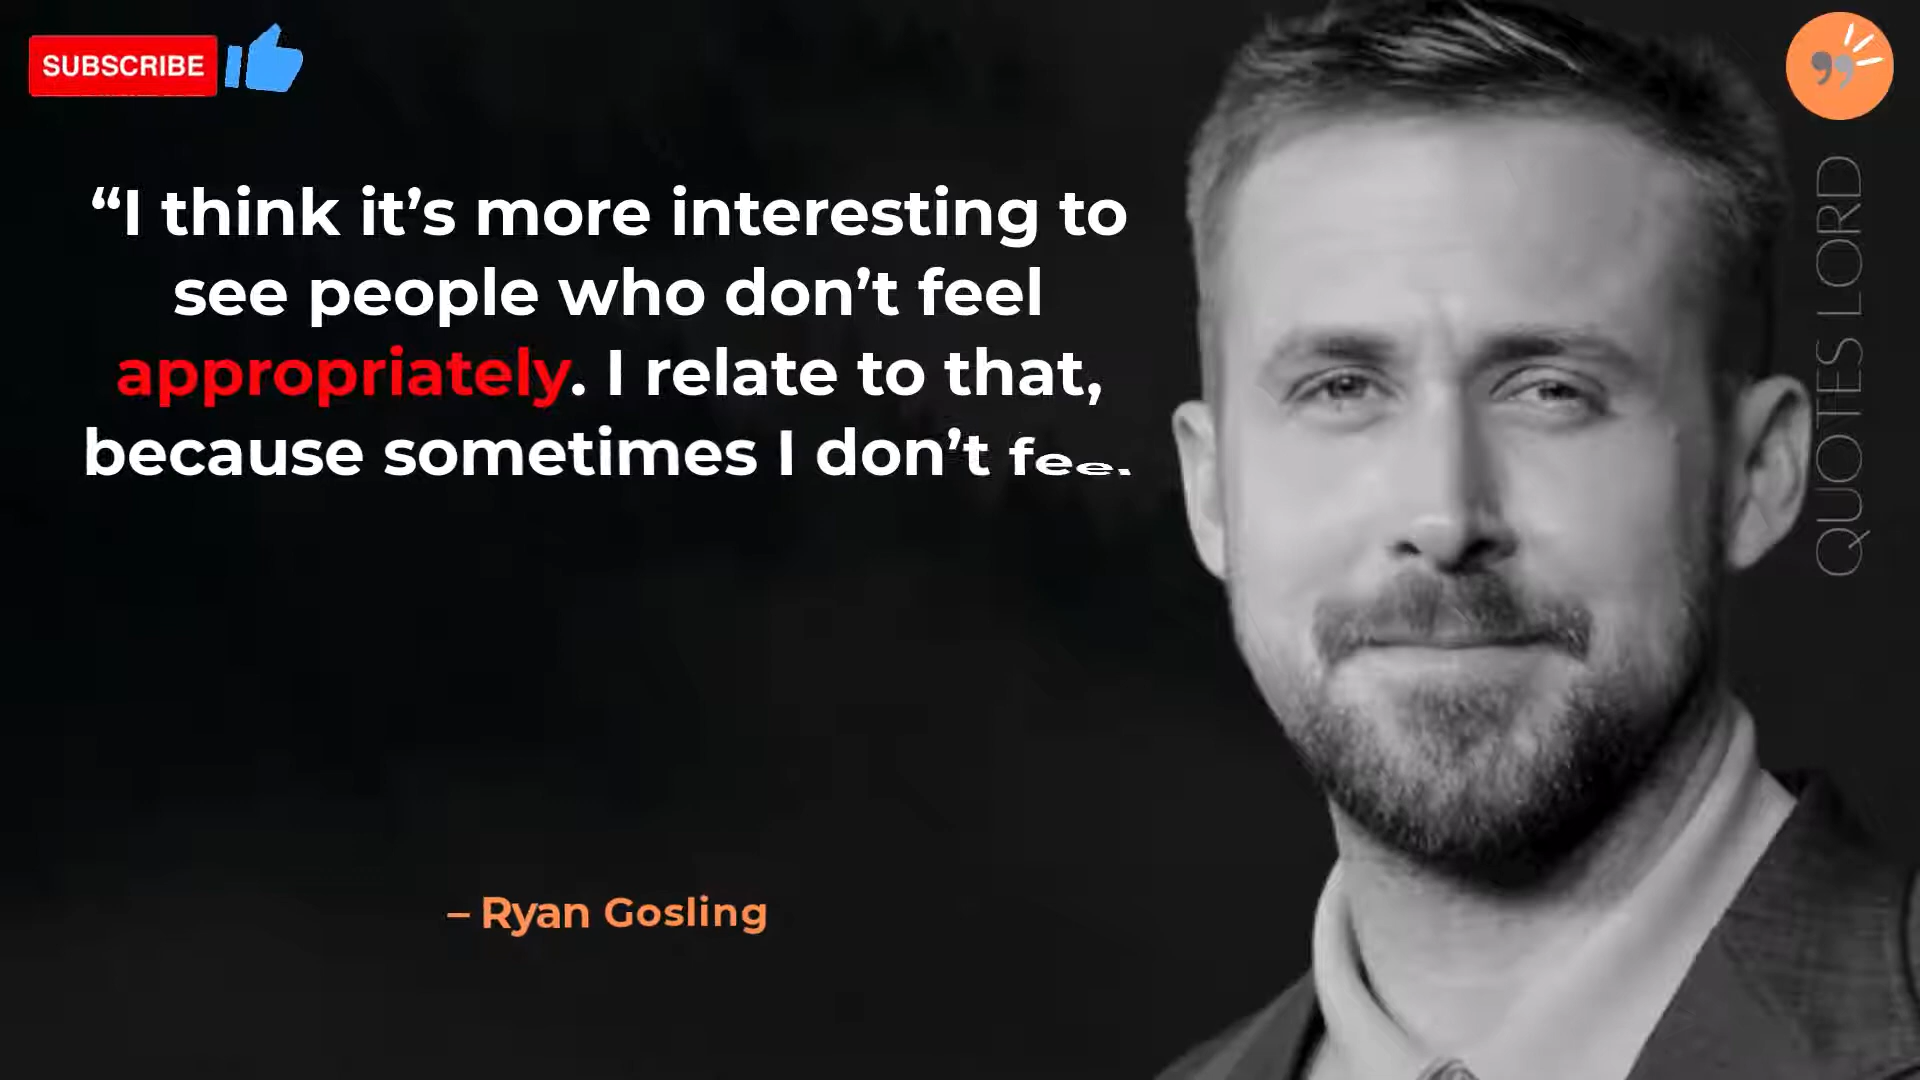 SUBSCRIBE
“I think it’s more interesting to
see people who don’t feel
appropriately. I relate to that,
because sometimes I don’t
– Ryan Gosling
QUOTES LORD